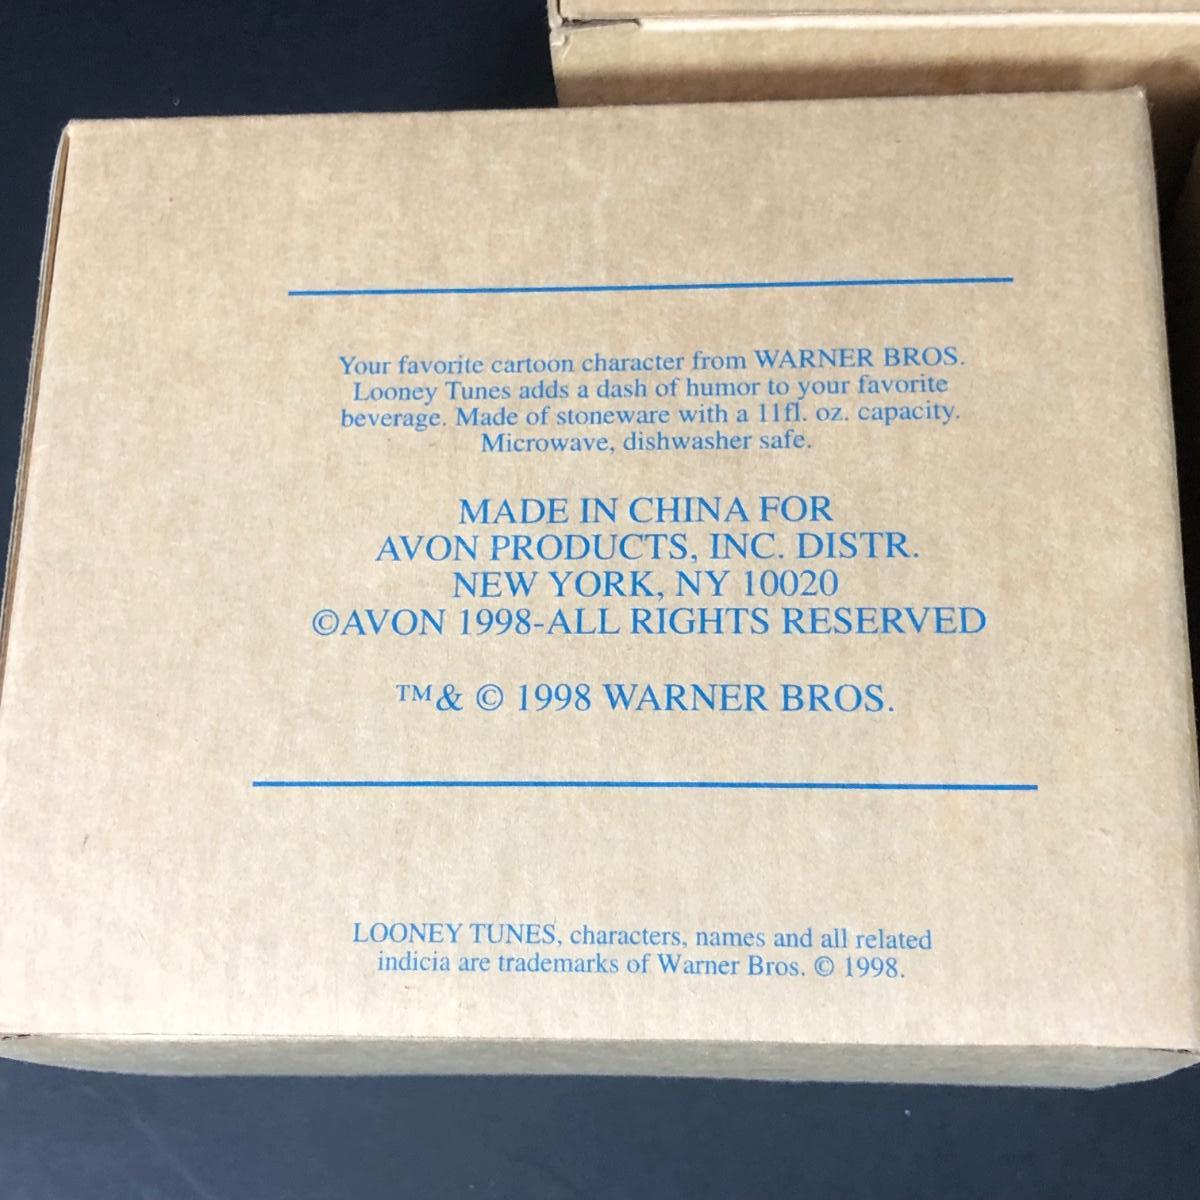 Your favorite cartoon character from WARNER BROS.
Looney Tunes adds a dash of humor to your favorite
beverage. Made of stoneware with a 11fl. oz. capacity.
Microwave, dishwasher safe.
MADE IN CHINA FOR
AVON PRODUCTS, INC. DISTR.
NEW YORK, NY 10020
©AVON 1998-ALL RIGHTS RESERVED
™& © 1998 WARNER BROS.
LOONEY TUNES, characters, names and all related
indicia are trademarks of Warner Bros. © 1998.